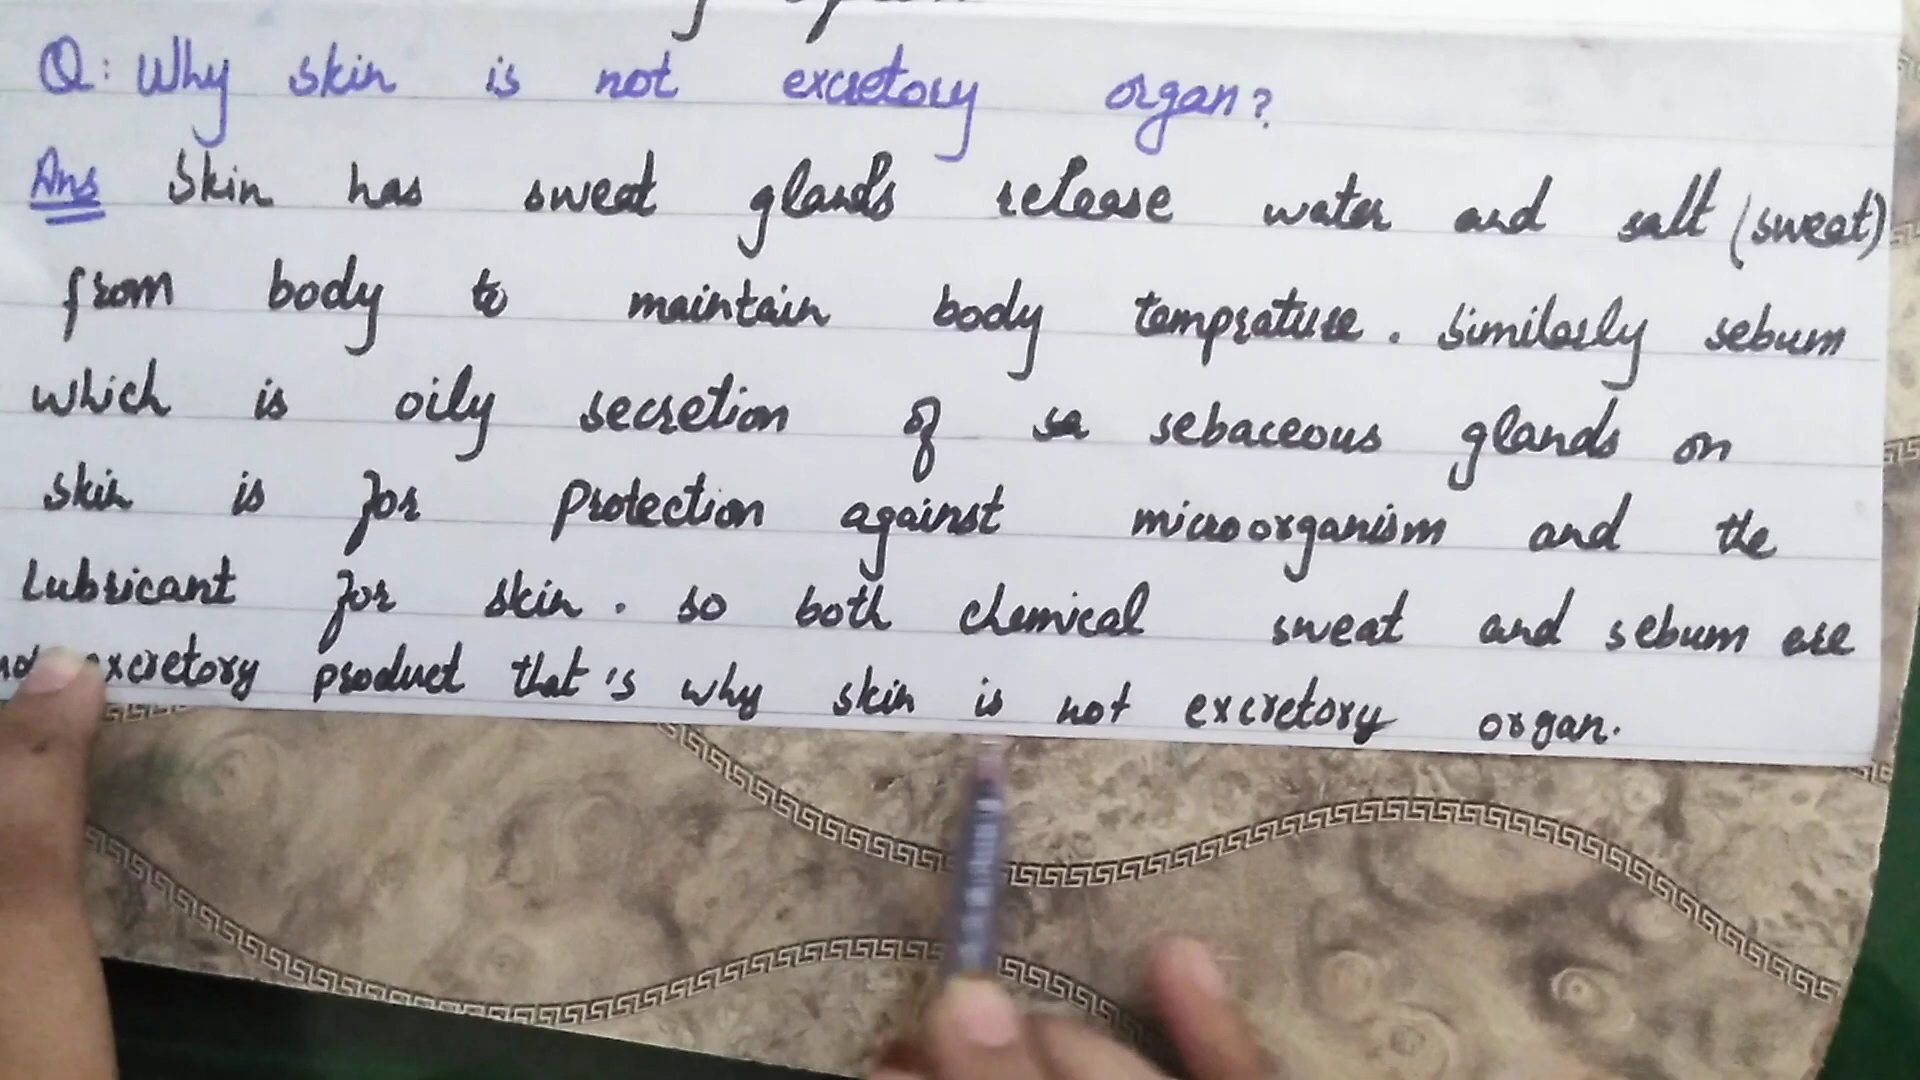 Q: Why skin is not excretory organ?
Ans Skin has sweat glands release water and salt (sweat)
from body to maintain body temprature. Similarly sebum
which is oily secretion of sa sebaceous glands on
skin is for protection against microorganism and the
Lubricant for skin. so both chemical sweat and sebum are
excretory product that's why skin is not excretory organ.